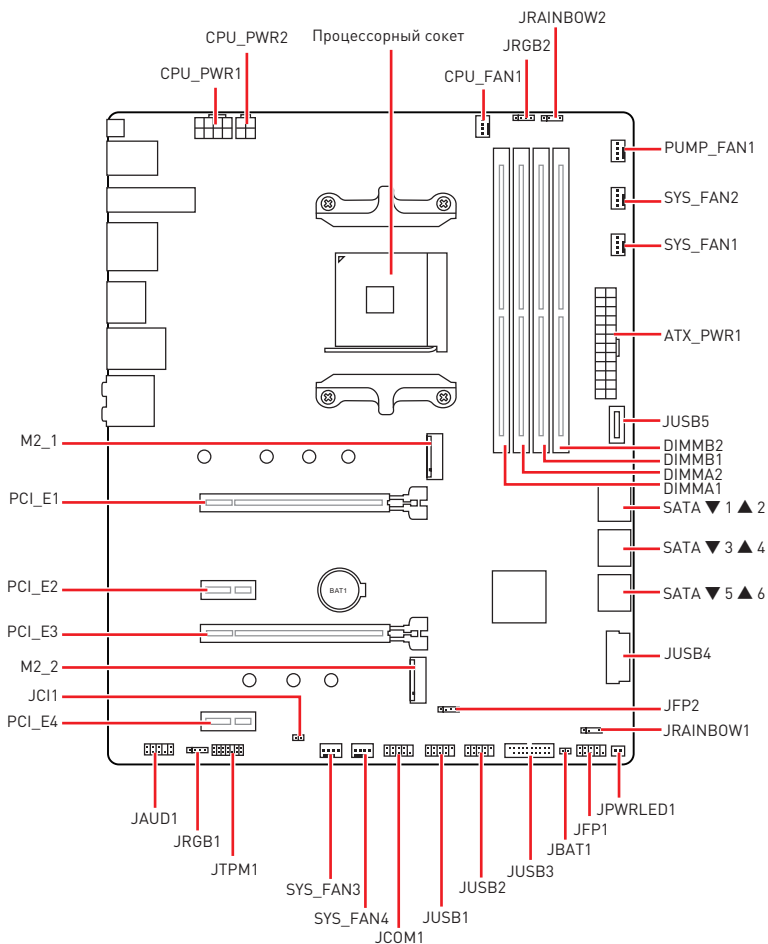 JRAINBOW2
CPU_PWR2
Процессорный сокет
JRGB2
CPU_PWR1
CPU_FAN1
PUMP_FAN1
SYS_FAN2
SYS_FAN1
ATX_PWR1
JUSB5
M2_1
DIMMB2
DIMMB1
DIMMA2
DIMMA1
PCI_E1
SATA ▼ 1 ▲ 2
SATA ▼ 3 ▲ 4
PCI_E2
BAT1
SATA ▼ 5 ▲ 6
PCI_E3
JUSB4
M2_2
JCI1
JFP2
PCI_E4
JRAINBOW1
JAUD1
JPWRLED1
JRGB1
JFP1
JTPM1
JBAT1
JUSB3
SYS_FAN3
JUSB2
SYS_FAN4
JUSB1
JCOM1